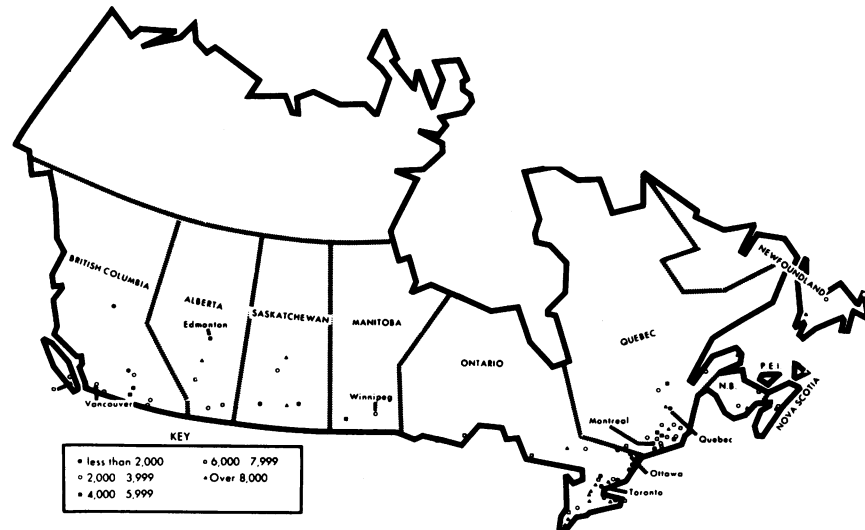 BRITISH COLUMBIA
ALBERTA
Edmonton
SASKATCHEWAN
MANITOBA
Winnipeg
ONTARIO
QUEBEC
NEWFOUNDLAND
P.E.I
N.B.
NOVA SCOTIA
Vancouver
Montreal
Quebec
Ottawa
Toronto
KEY
less than 2,000
2,000 3,999
4,000 5,999
6,000 7,999
Over 8,000